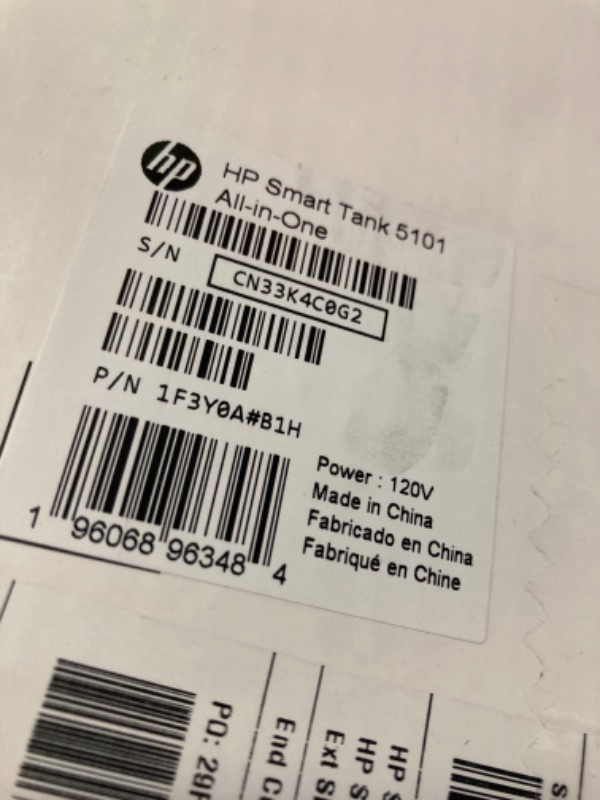 hp
HP Smart Tank 5101
All-in-One
S/N
CN33K4C0G2
P/N 1F3Y0A#B1H
Power : 120V
Made in China
Fabricado en China
Fabriqué en Chine
1 96068 96348 4
PO:
End
Ext
HP
HP